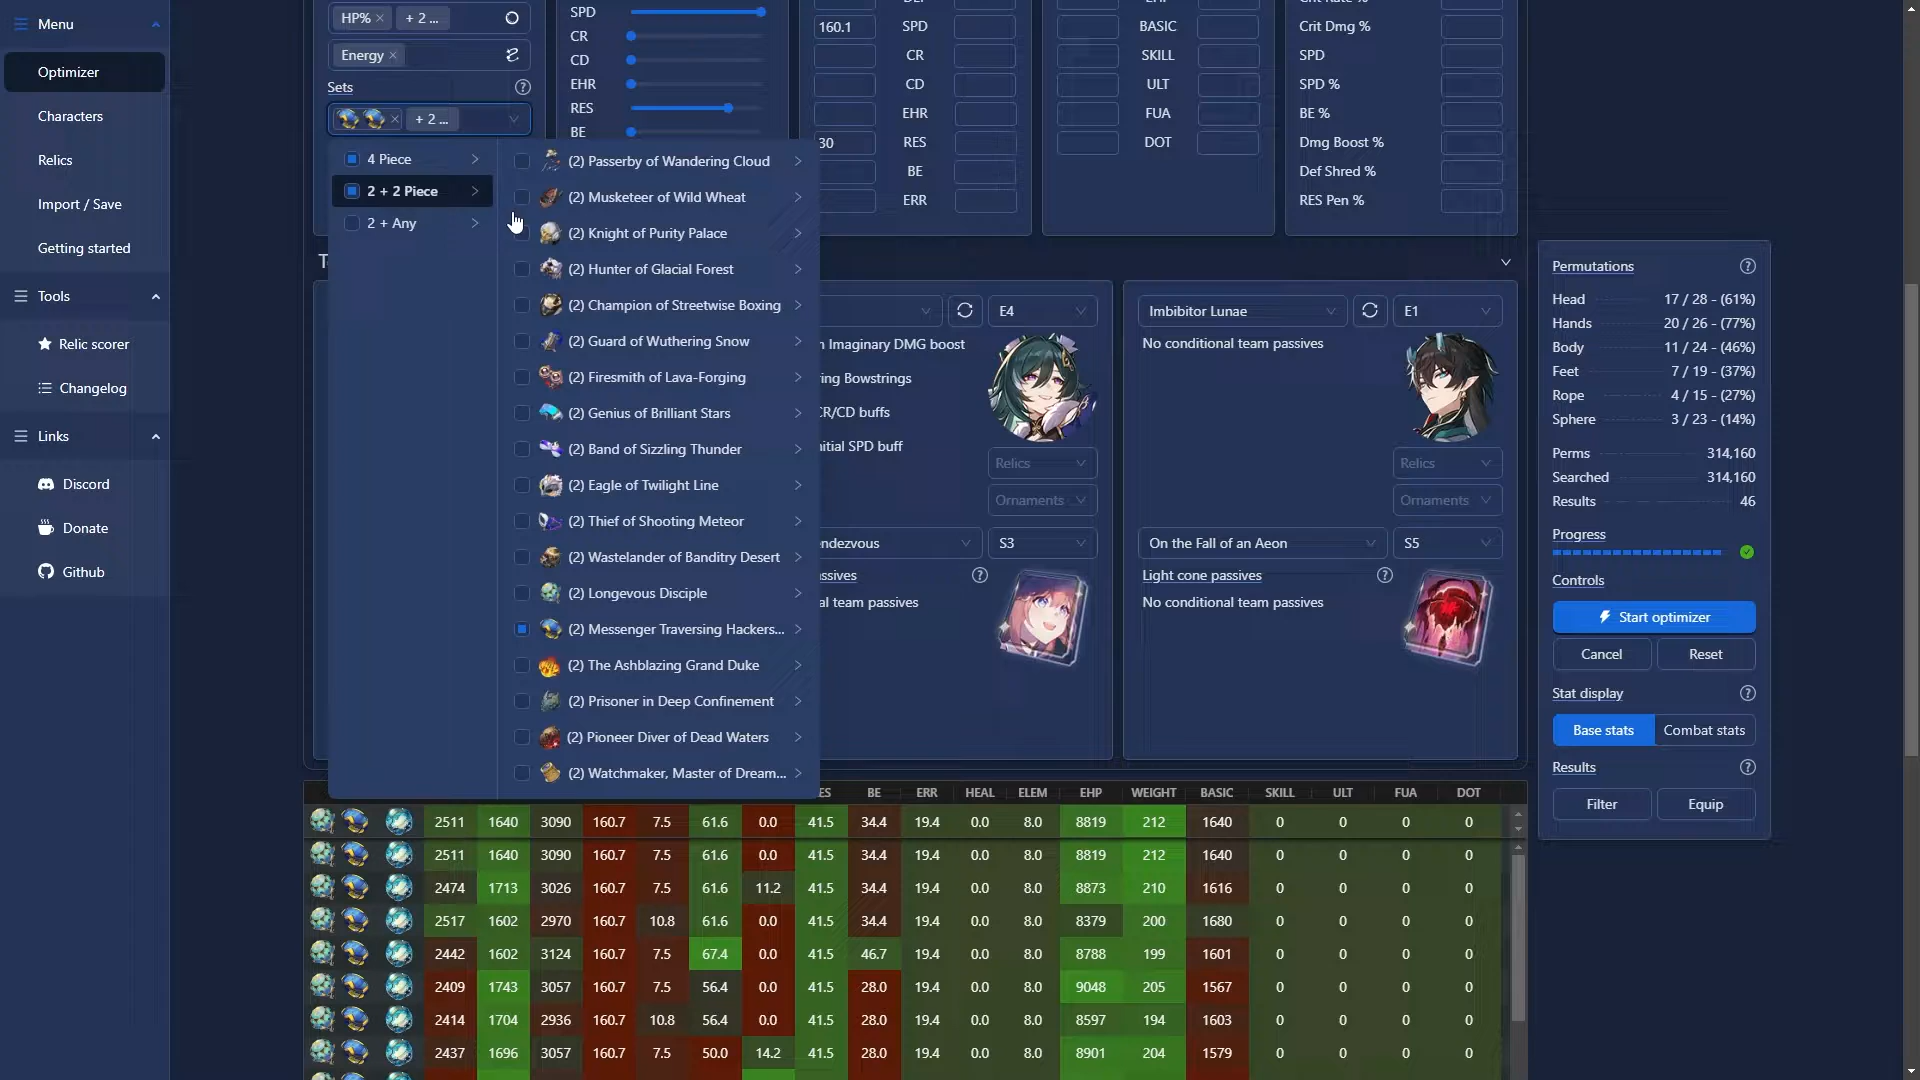 Menu
Optimizer
Characters
Relics
Import / Save
Getting started
Tools
Relic scorer
Changelog
Links
Discord
Donate
Github
HP%
+ 2 ...
Energy
Sets
+ 2 ...
SPD
CR
CD
EHR
RES
BE
160.1
SPD
CR
CD
EHR
30
RES
BE
ERR
BASIC
SKILL
ULT
FUA
DOT
Crit Dmg %
SPD
SPD %
BE %
Dmg Boost %
Def Shred %
RES Pen %
4 Piece
2 + 2 Piece
2 + Any
(2) Passerby of Wandering Cloud
(2) Musketeer of Wild Wheat
(2) Knight of Purity Palace
(2) Hunter of Glacial Forest
(2) Champion of Streetwise Boxing
(2) Guard of Wuthering Snow
(2) Firesmith of Lava-Forging
(2) Genius of Brilliant Stars
(2) Band of Sizzling Thunder
(2) Eagle of Twilight Line
(2) Thief of Shooting Meteor
(2) Wastelander of Banditry Desert
(2) Longevous Disciple
(2) Messenger Traversing Hackers...
(2) The Ashblazing Grand Duke
(2) Prisoner in Deep Confinement
(2) Pioneer Diver of Dead Waters
(2) Watchmaker, Master of Dream...
E4
Imaginary DMG boost
ring Bowstrings
CR/CD buffs
nitial SPD buff
Relics
Ornaments
ndezvous
S3
ssives
al team passives
Imbibitor Lunae
E1
No conditional team passives
Relics
Ornaments
On the Fall of an Aeon
S5
Light cone passives
No conditional team passives
Permutations
Head 17 / 28 - (61%)
Hands 20 / 26 - (77%)
Body 11 / 24 - (46%)
Feet 7 / 19 - (37%)
Rope 4 / 15 - (27%)
Sphere 3 / 23 - (14%)
Perms 314,160
Searched 314,160
Results 46
Progress
Controls
Start optimizer
Cancel Reset
Stat display
Base stats Combat stats
Results
Filter Equip
ES BE ERR HEAL ELEM EHP WEIGHT BASIC SKILL ULT FUA DOT
2511 1640 3090 160.7 7.5 61.6 0.0 41.5 34.4 19.4 0.0 8.0 8819 212 1640 0 0 0 0
2511 1640 3090 160.7 7.5 61.6 0.0 41.5 34.4 19.4 0.0 8.0 8819 212 1640 0 0 0 0
2474 1713 3026 160.7 7.5 61.6 11.2 41.5 34.4 19.4 0.0 8.0 8873 210 1616 0 0 0 0
2517 1602 2970 160.7 10.8 61.6 0.0 41.5 34.4 19.4 0.0 8.0 8379 200 1680 0 0 0 0
2442 1602 3124 160.7 7.5 67.4 0.0 41.5 46.7 19.4 0.0 8.0 8788 199 1601 0 0 0 0
2409 1743 3057 160.7 7.5 56.4 0.0 41.5 28.0 19.4 0.0 8.0 9048 205 1567 0 0 0 0
2414 1704 2936 160.7 10.8 56.4 0.0 41.5 28.0 19.4 0.0 8.0 8597 194 1603 0 0 0 0
2437 1696 3057 160.7 7.5 50.0 14.2 41.5 28.0 19.4 0.0 8.0 8901 204 1579 0 0 0 0